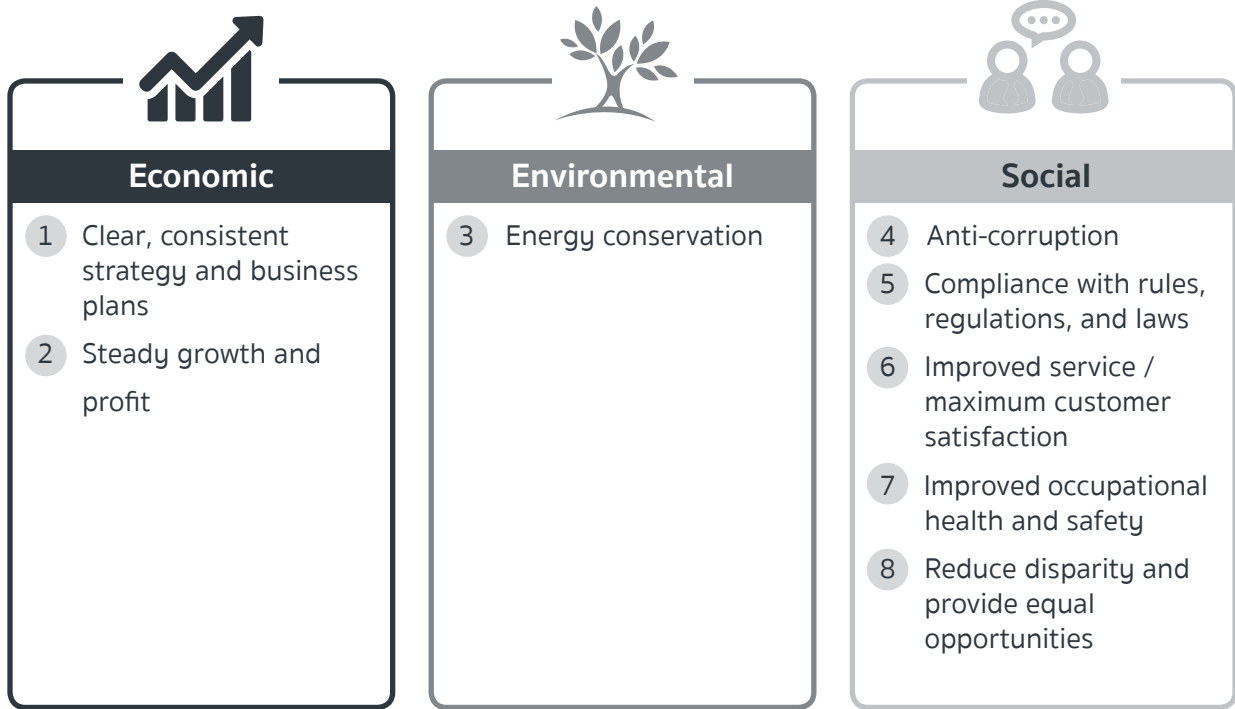 Economic
1 Clear, consistent
strategy and business
plans
2 Steady growth and
profit
Environmental
3 Energy conservation
Social
4 Anti-corruption
5 Compliance with rules,
regulations, and laws
6 Improved service /
maximum customer
satisfaction
7 Improved occupational
health and safety
8 Reduce disparity and
provide equal
opportunities